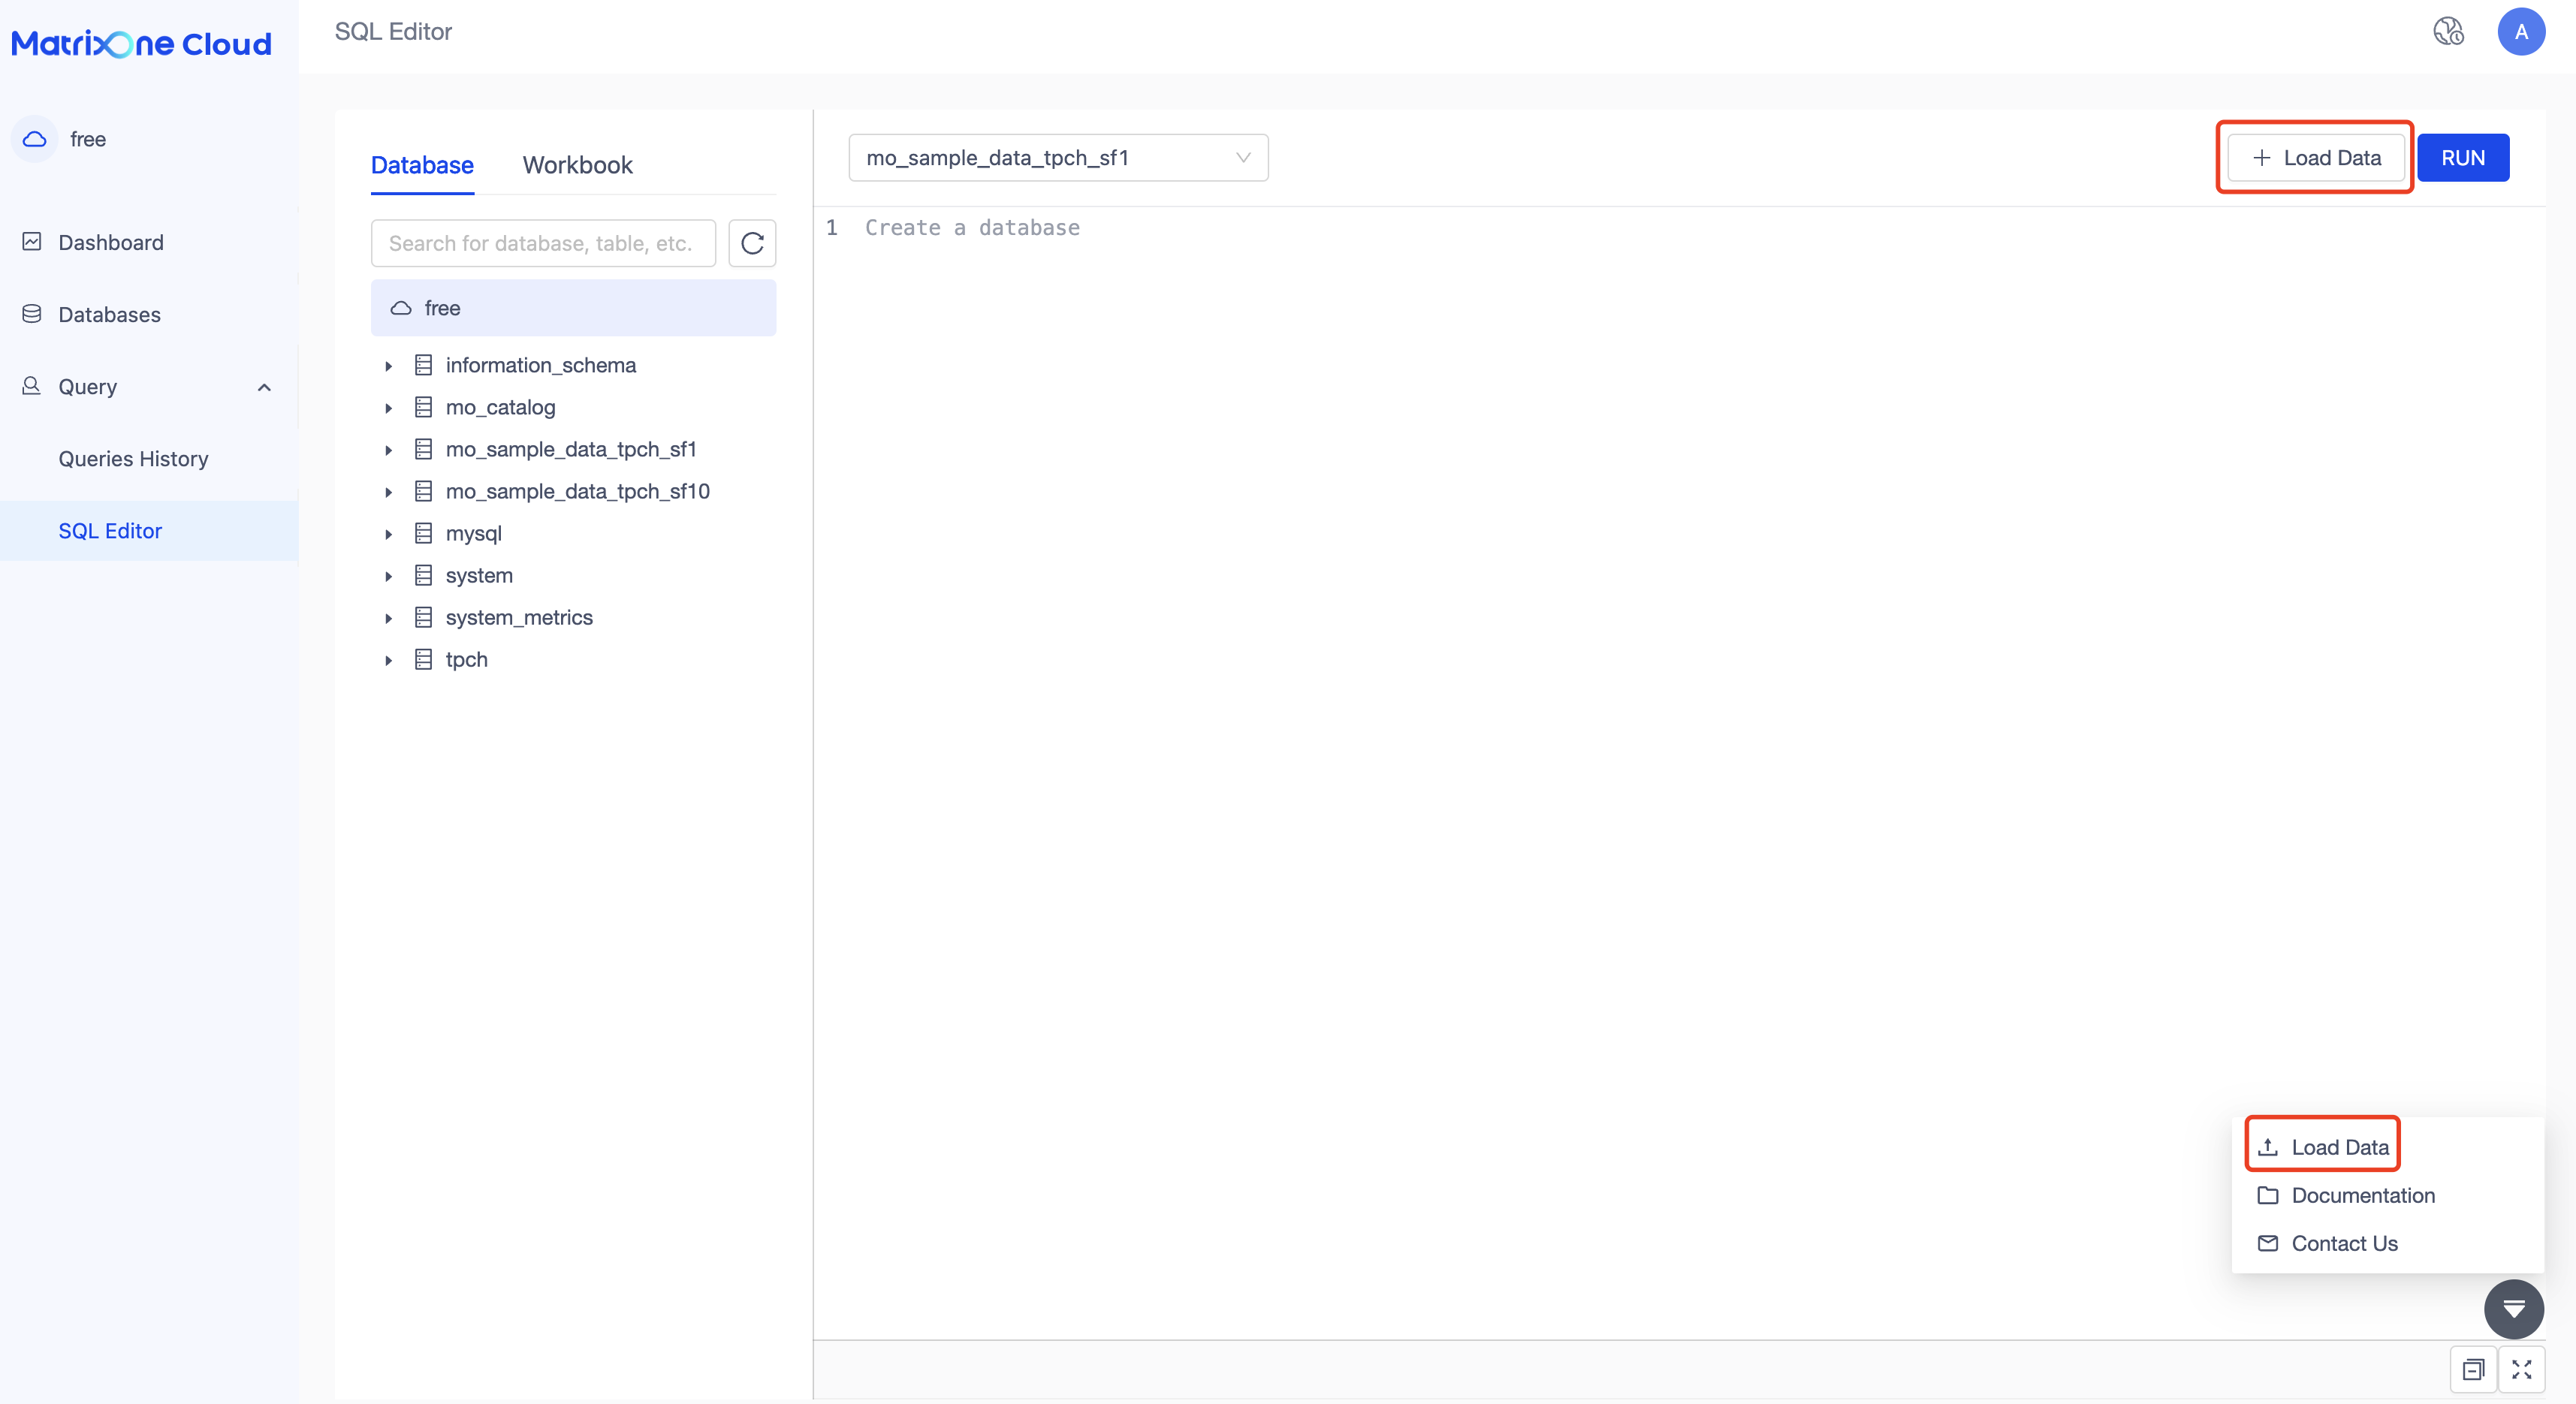 MatrixOne Cloud
SQL Editor
A
free
Dashboard
Databases
Query
Queries History
SQL Editor
Database
Workbook
Search for database, table, etc.
free
information_schema
mo_catalog
mo_sample_data_tpch_sf1
mo_sample_data_tpch_sf10
mysql
system
system_metrics
tpch
mo_sample_data_tpch_sf1
Load Data
RUN
1 Create a database
Load Data
Documentation
Contact Us